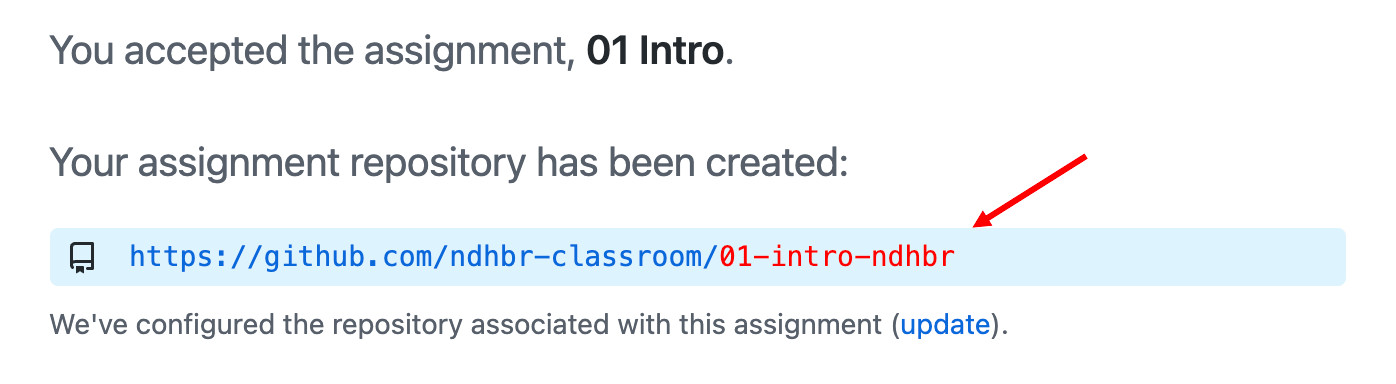 You accepted the assignment, 01 Intro.
Your assignment repository has been created:
https://github.com/ndhbr-classroom/01-intro-ndhbr
We've configured the repository associated with this assignment (update).